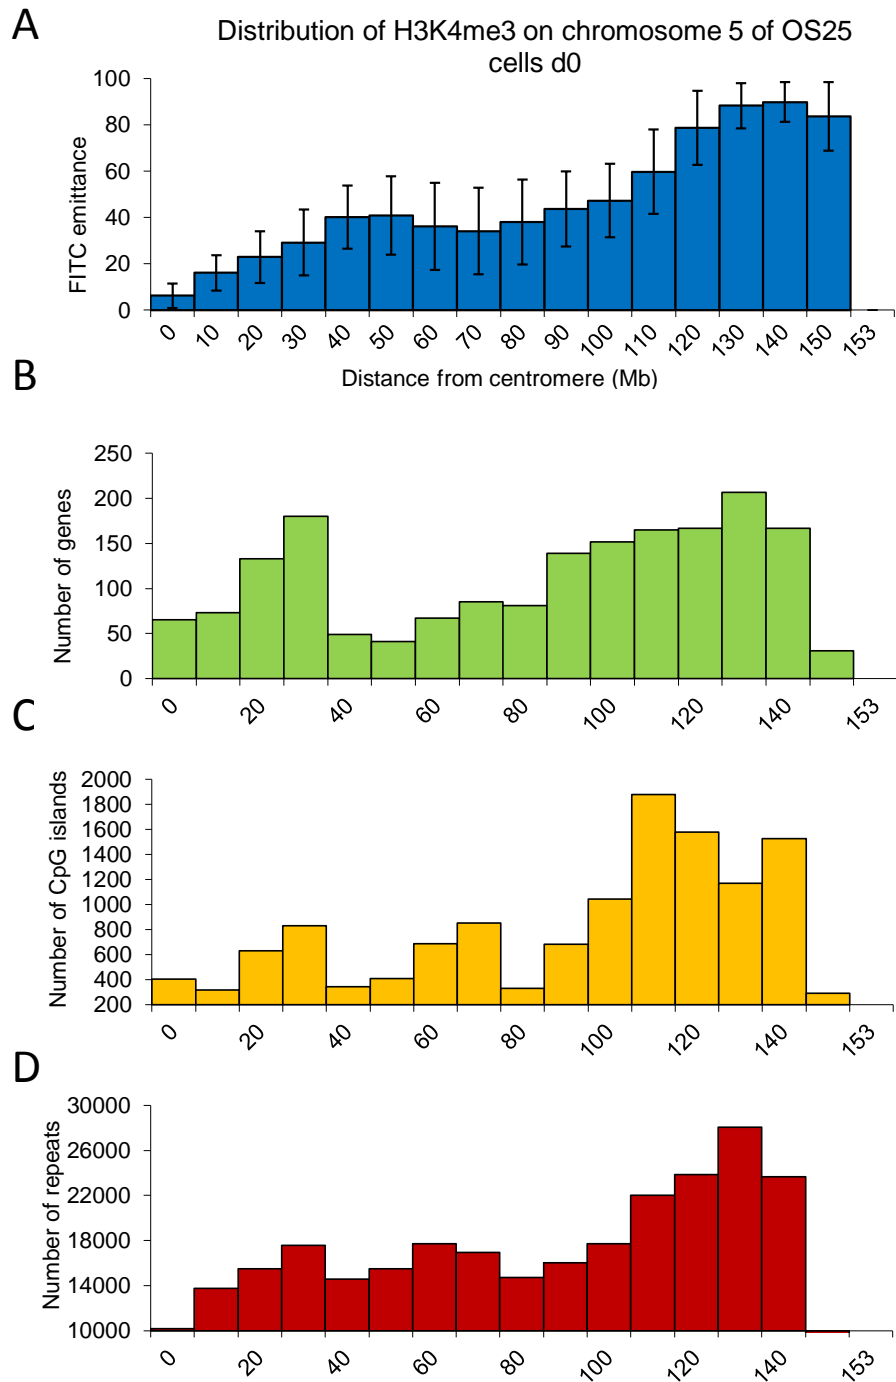 A
Distribution of H3K4me3 on chromosome 5 of OS25
cells d0
FITC emittance
100
80
60
40
20
0
0 10 20 30 40 50 60 70 80 90 100 110 120 130 140 150 153
Distance from centromere (Mb)
B
Number of genes
250
200
150
100
50
0
0 20 40 60 80 100 120 140 153
C
Number of CpG islands
2000
1800
1600
1400
1200
1000
800
600
400
200
0 20 40 60 80 100 120 140 153
D
Number of repeats
30000
26000
22000
18000
14000
10000
0 20 40 60 80 100 120 140 153